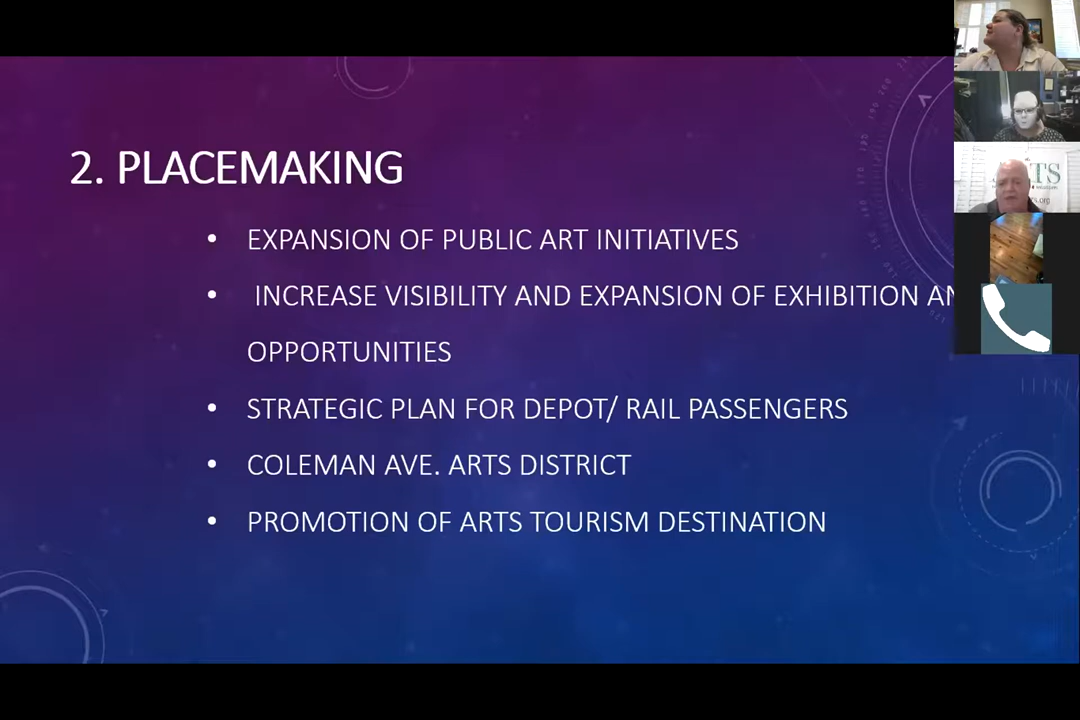 2. PLACEMAKING
• EXPANSION OF PUBLIC ART INITIATIVES
• INCREASE VISIBILITY AND EXPANSION OF EXHIBITION
OPPORTUNITIES
• STRATEGIC PLAN FOR DEPOT/ RAIL PASSENGERS
• COLEMAN AVE. ARTS DISTRICT
• PROMOTION OF ARTS TOURISM DESTINATION